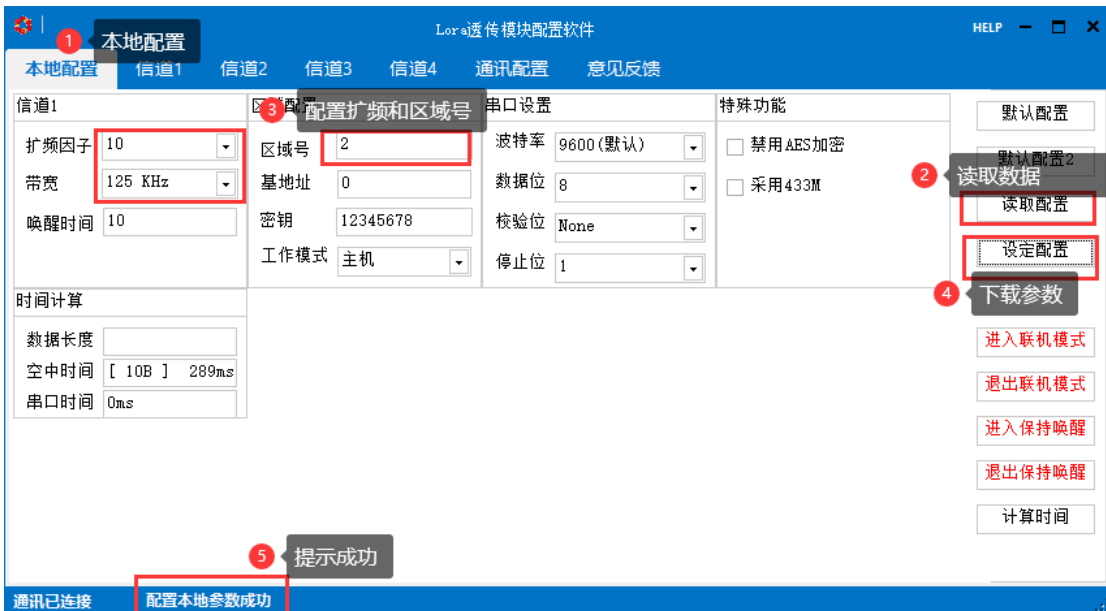 Lora透传模块配置软件
HELP
1 本地配置
本地配置 信道1 信道2 信道3 信道4 通讯配置 意见反馈
信道1
扩频因子 10
带宽 125 KHz
唤醒时间 10
3 配置扩频和区域号
区域号 2
基地址 0
密钥 12345678
工作模式 主机
串口设置
波特率 9600(默认)
数据位 8
校验位 None
停止位 1
特殊功能
禁用AES加密
采用433M
默认配置
默认配置2
2 读取数据
读取配置
设定配置
4 下载参数
进入联机模式
退出联机模式
进入保持唤醒
退出保持唤醒
计算时间
时间计算
数据长度
空中时间 [ 10B ] 289ms
串口时间 0ms
5 提示成功
通讯已连接 配置本地参数成功